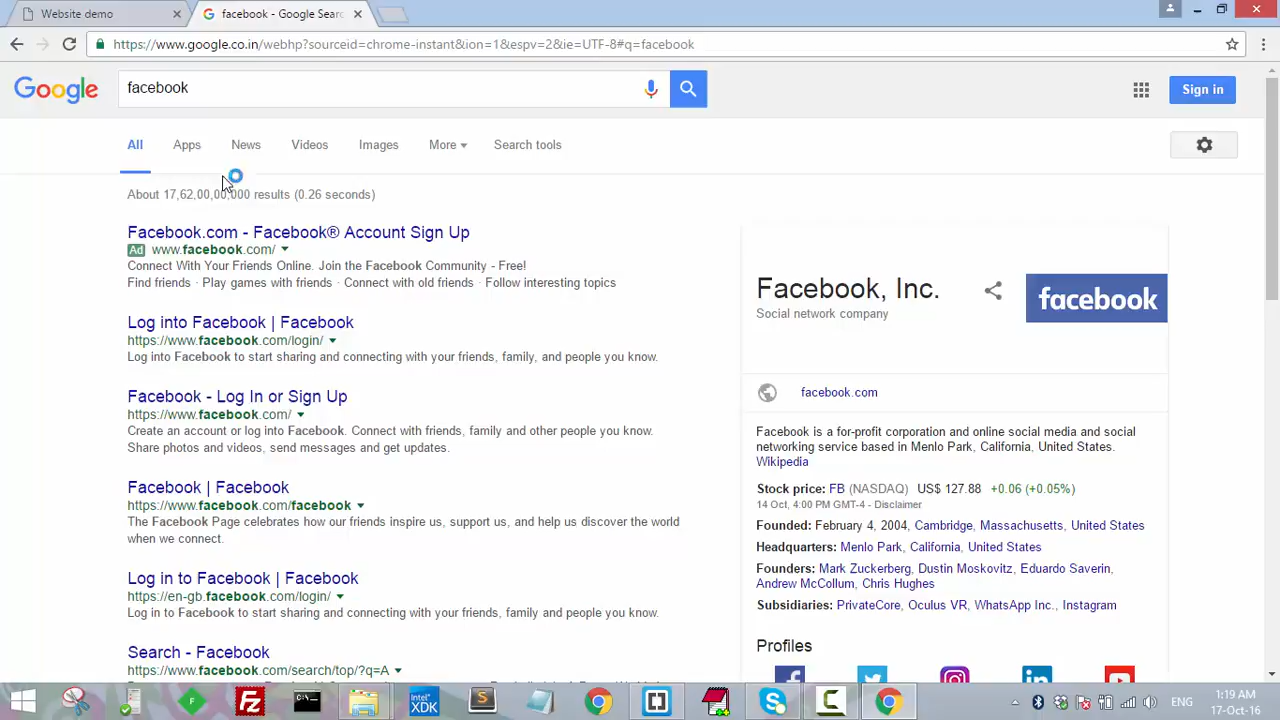 Website demo
facebook - Google Sear
https://www.google.co.in/webhp?sourceid=chrome-instant&ion=1&espv=2&ie=UTF-8#q=facebook
Google
facebook
Sign in
All
Apps
News
Videos
Images
More
Search tools
About 17,62,00,00,000 results (0.26 seconds)
Facebook.com - Facebook® Account Sign Up
Ad www.facebook.com/
Connect With Your Friends Online. Join the Facebook Community - Free!
Find friends · Play games with friends · Connect with old friends · Follow interesting topics
Log into Facebook | Facebook
https://www.facebook.com/login/
Log into Facebook to start sharing and connecting with your friends, family, and people you know.
Facebook - Log In or Sign Up
https://www.facebook.com/
Create an account or log into Facebook. Connect with friends, family and other people you know.
Share photos and videos, send messages and get updates.
Facebook | Facebook
https://www.facebook.com/facebook
The Facebook Page celebrates how our friends inspire us, support us, and help us discover the world
when we connect.
Log in to Facebook | Facebook
https://en-gb.facebook.com/login/
Log in to Facebook to start sharing and connecting with your friends, family and people you know.
Search - Facebook
https://www.facebook.com/search/top/?q=A
Facebook, Inc.
Social network company
facebook
facebook.com
Facebook is a for-profit corporation and online social media and social
networking service based in Menlo Park, California, United States.
Wikipedia
Stock price: FB (NASDAQ) US$ 127.88 +0.06 (+0.05%)
14 Oct, 4:00 PM GMT-4 - Disclaimer
Founded: February 4, 2004, Cambridge, Massachusetts, United States
Headquarters: Menlo Park, California, United States
Founders: Mark Zuckerberg, Dustin Moskovitz, Eduardo Saverin,
Andrew McCollum, Chris Hughes
Subsidiaries: PrivateCore, Oculus VR, WhatsApp Inc., Instagram
Profiles
intel
XDK
ENG
1:19 AM
17-Oct-16